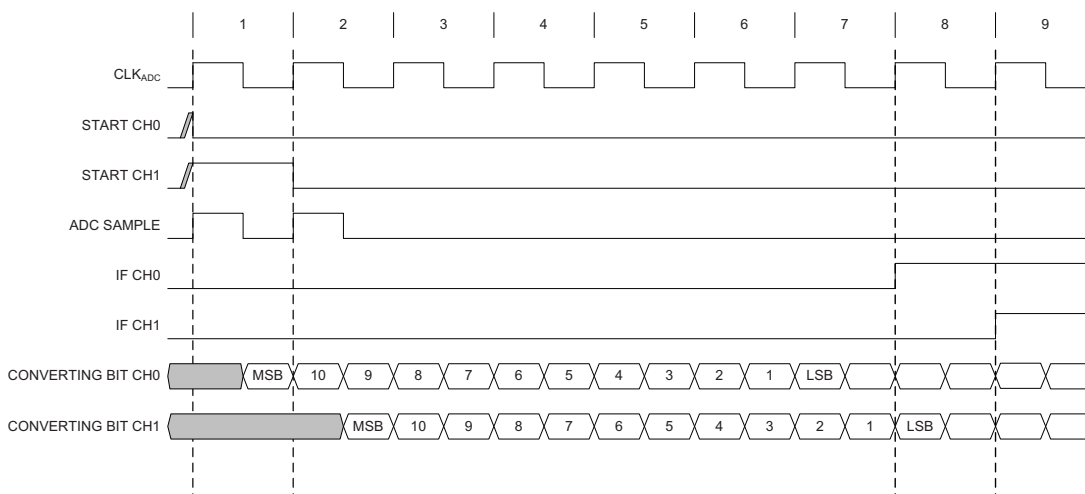 1 2 3 4 5 6 7 8 9
CLKADC
START CH0
START CH1
ADC SAMPLE
IF CH0
IF CH1
CONVERTING BIT CH0 MSB 10 9 8 7 6 5 4 3 2 1 LSB
CONVERTING BIT CH1 MSB 10 9 8 7 6 5 4 3 2 1 LSB